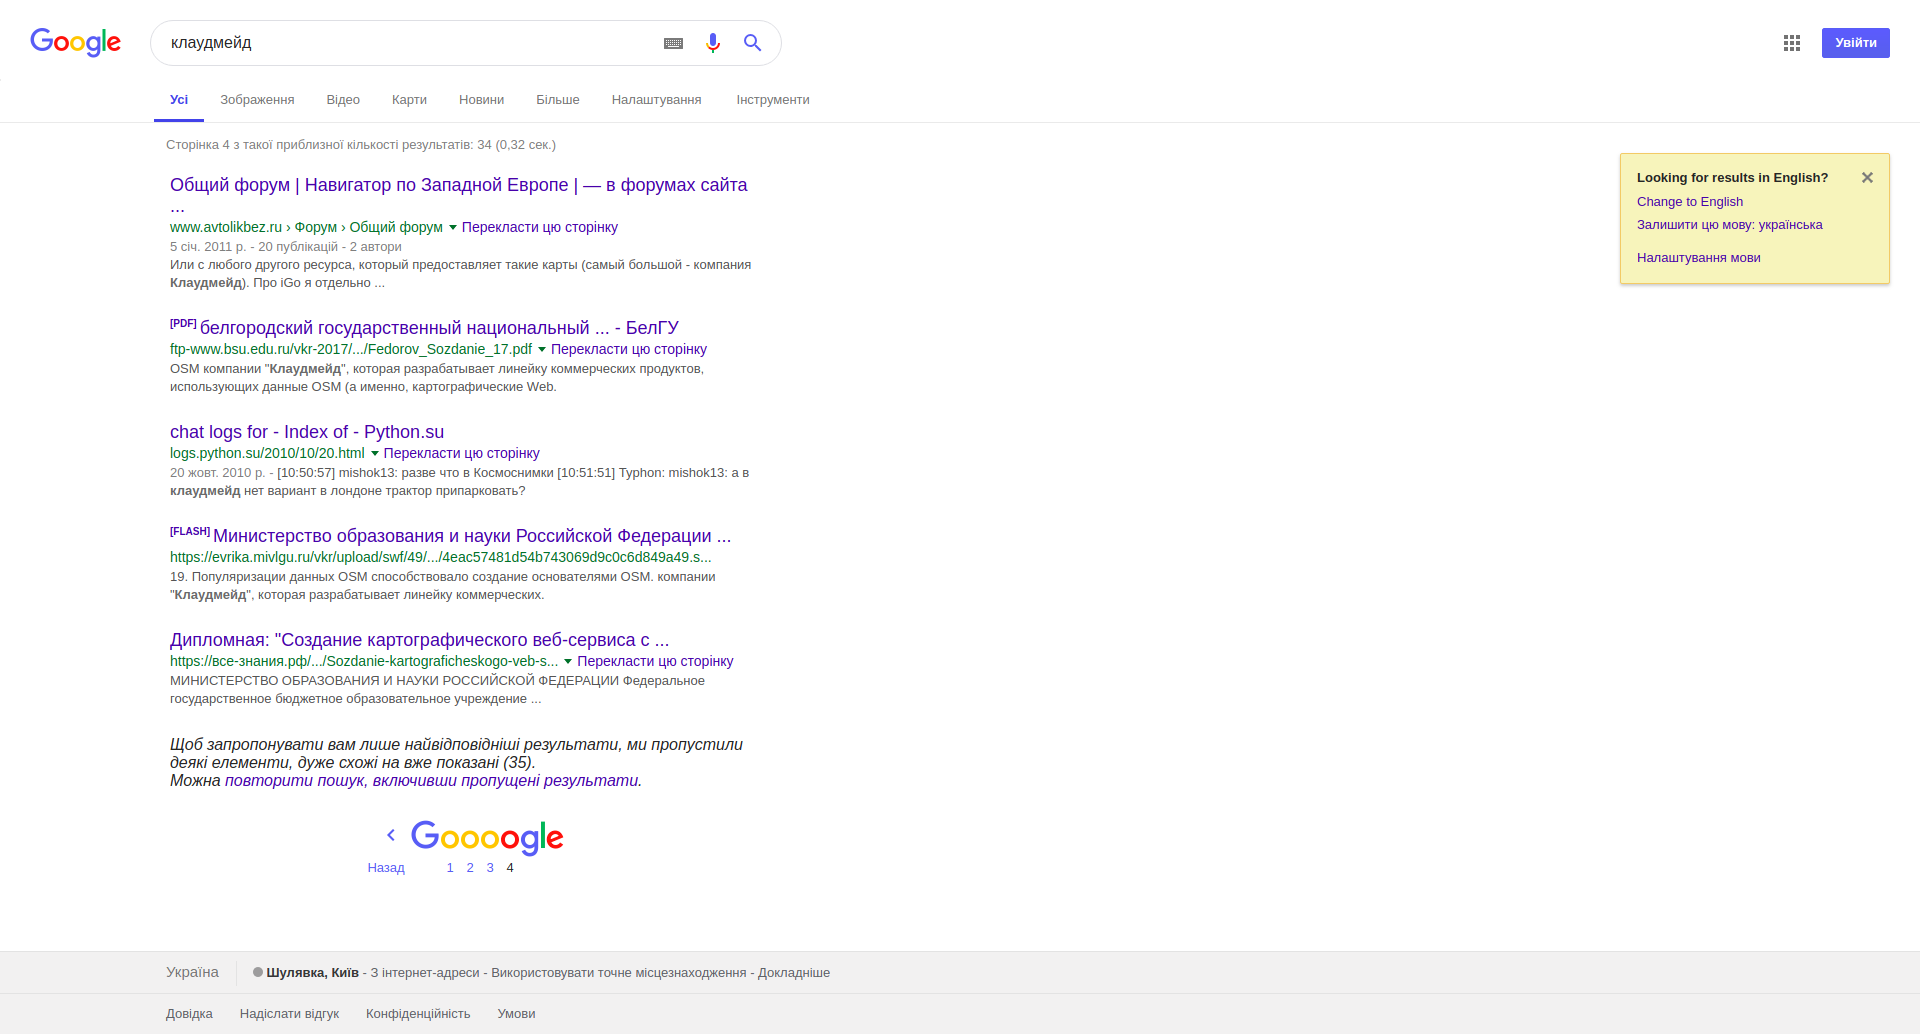 Google
клаудмейд
Увійти
Усі Зображення Відео Карти Новини Більше Налаштування Інструменти
Сторінка 4 з такої приблизної кількості результатів: 34 (0,32 сек.)
Общий форум | Навигатор по Западной Европе | — в форумах сайта
...
www.avtolikbez.ru › Форум › Общий форум Перекласти цю сторінку
5 січ. 2011 р. - 20 публікацій - 2 автори
Или с любого другого ресурса, который предоставляет такие карты (самый большой - компания
Клаудмейд). Про iGo я отдельно ...
[PDF] белгородский государственный национальный ... - БелГУ
ftp-www.bsu.edu.ru/vkr-2017/.../Fedorov_Sozdanie_17.pdf Перекласти цю сторінку
OSM компании "Клаудмейд", которая разрабатывает линейку коммерческих продуктов,
использующих данные OSM (а именно, картографические Web.
chat logs for - Index of - Python.su
logs.python.su/2010/10/20.html Перекласти цю сторінку
20 жовт. 2010 р. - [10:50:57] mishok13: разве что в Космоснимки [10:51:51] Typhon: mishok13: а в
клаудмейд нет вариант в лондоне трактор припарковать?
[FLASH] Министерство образования и науки Российской Федерации ...
https://evrika.mivlgu.ru/vkr/upload/swf/49/.../4eac57481d54b743069d9c0c6d849a49.s...
19. Популяризации данных OSM способствовало создание основателями OSM. компании
"Клаудмейд", которая разрабатывает линейку коммерческих.
Дипломная: "Создание картографического веб-сервиса с ...
https://все-знания.рф/.../Sozdanie-kartograficheskogo-veb-s... Перекласти цю сторінку
МИНИСТЕРСТВО ОБРАЗОВАНИЯ И НАУКИ РОССИЙСКОЙ ФЕДЕРАЦИИ Федеральное
государственное бюджетное образовательное учреждение ...
Щоб запропонувати вам лише найвідповідніші результати, ми пропустили
деякі елементи, дуже схожі на вже показані (35).
Можна повторити пошук, включивши пропущені результати.
Goooogle
Назад 1 2 3 4
Looking for results in English?
Change to English
Залишити цю мову: українська
Налаштування мови
Україна Шулявка, Київ - З інтернет-адреси - Використовувати точне місцезнаходження - Докладніше
Довідка Надіслати відгук Конфіденційність Умови